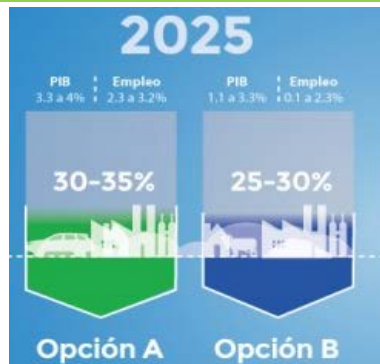 2025
PIB Empleo PIB Empleo
3.3 a 4% 2.3 a 3.2% 1.1 a 3.3% 0.1 a 2.3%
30-35% 25-30%
Opción A Opción B